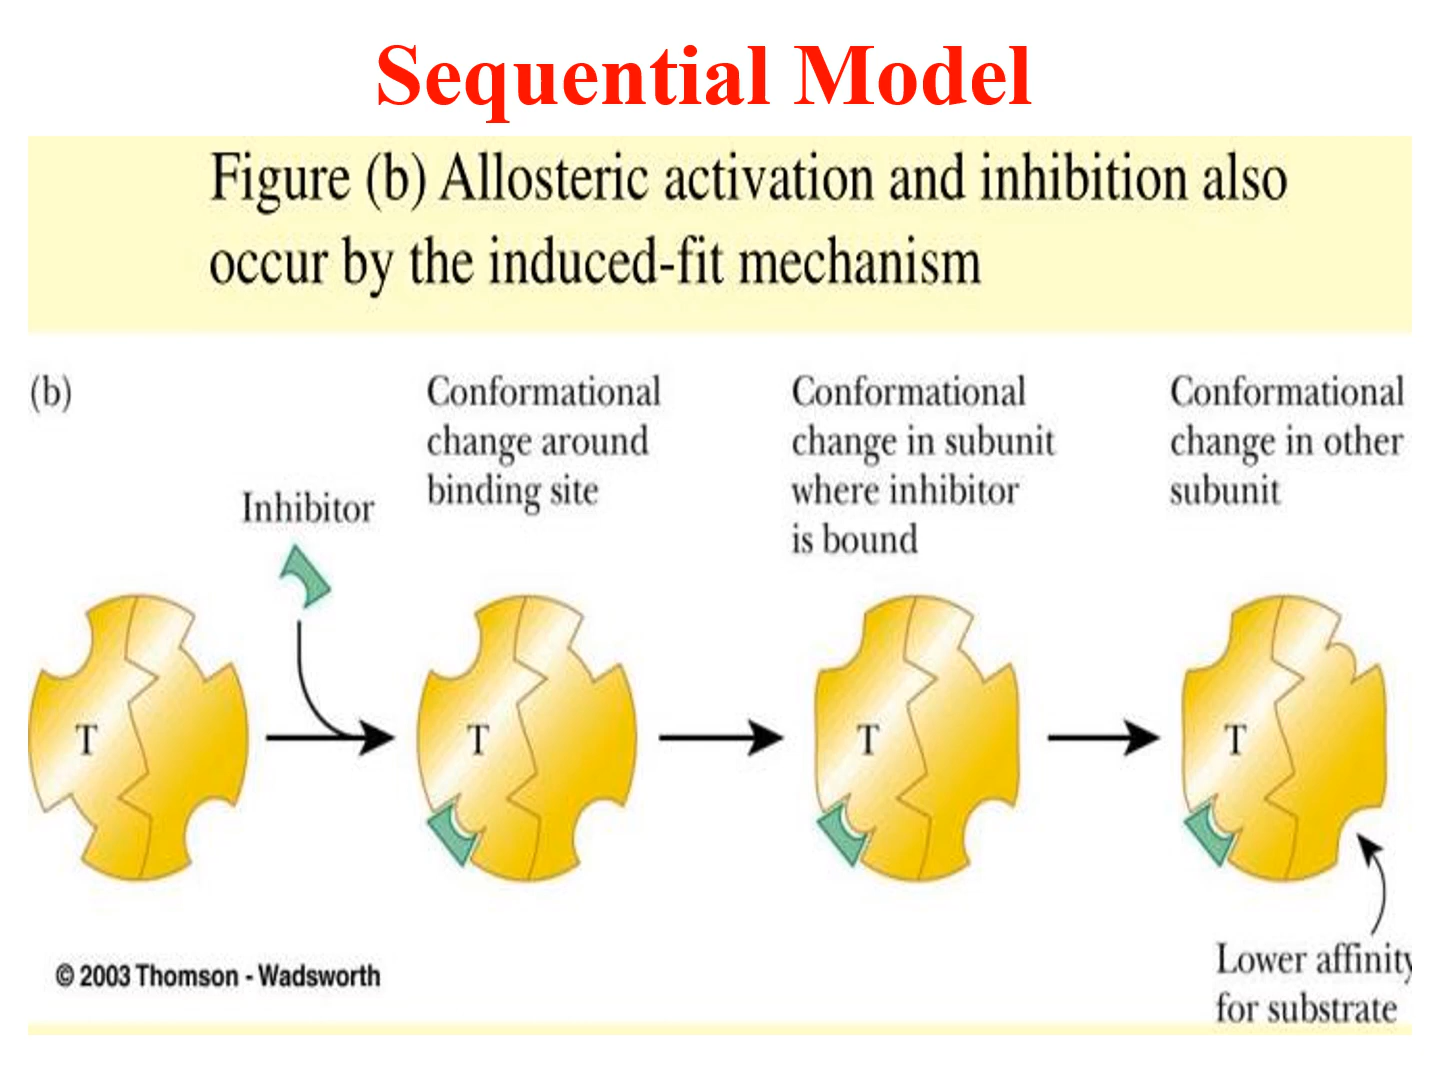 Sequential Model
Figure (b) Allosteric activation and inhibition also
occur by the induced-fit mechanism
(b)
Inhibitor
Conformational
change around
binding site
Conformational
change in subunit
where inhibitor
is bound
Conformational
change in other
subunit
T
T
T
T
Lower affinity
for substrate
© 2003 Thomson - Wadsworth